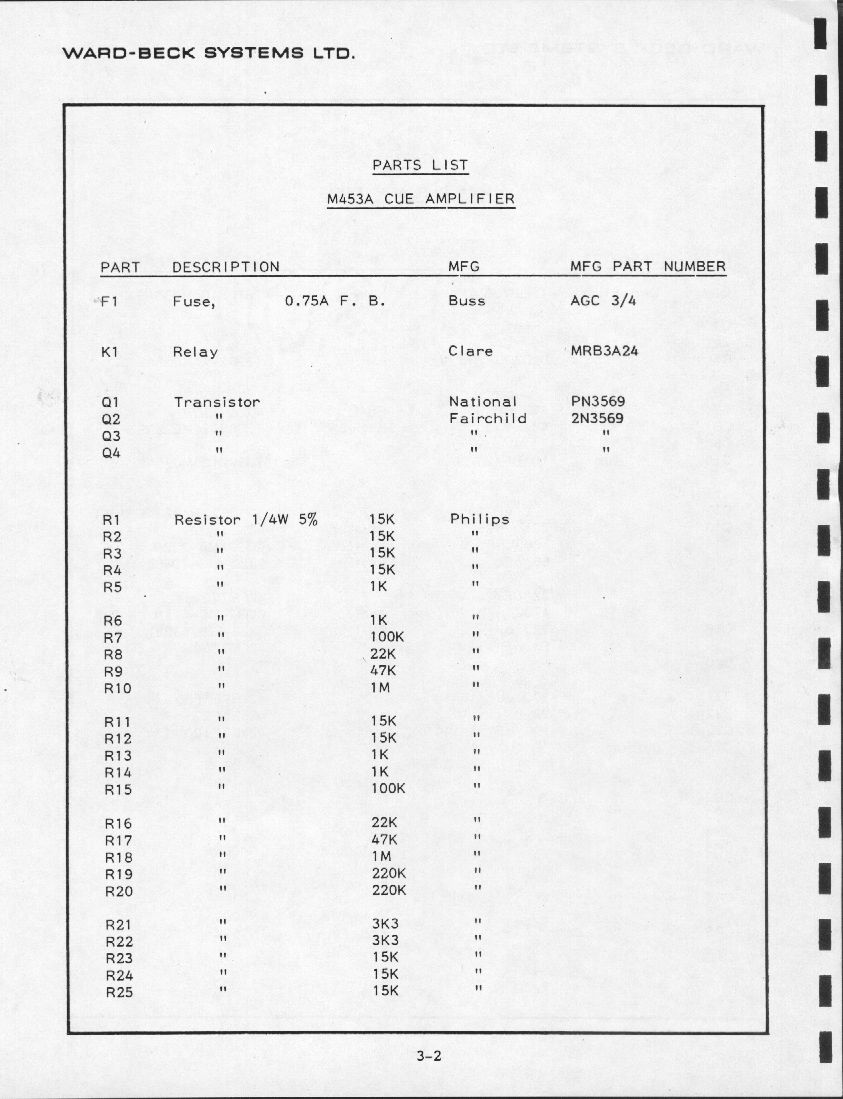 WARD-BECK SYSTEMS LTD.
PARTS LIST
M453A CUE AMPLIFIER
PART DESCRIPTION MFG MFG PART NUMBER
F1 Fuse, 0.75A F. B. Buss AGC 3/4
K1 Relay Clare MRB3A24
Q1 Transistor National PN3569
Q2 " Fairchild 2N3569
Q3 " " "
Q4 " " "
R1 Resistor 1/4W 5% 15K Philips
R2 " 15K "
R3 " 15K "
R4 " 15K "
R5 " 1K "
R6 " 1K "
R7 " 100K "
R8 " 22K "
R9 " 47K "
R10 " 1M "
R11 " 15K "
R12 " 15K "
R13 " 1K "
R14 " 1K "
R15 " 100K "
R16 " 22K "
R17 " 47K "
R18 " 1M "
R19 " 220K "
R20 " 220K "
R21 " 3K3 "
R22 " 3K3 "
R23 " 15K "
R24 " 15K "
R25 " 15K "
3-2